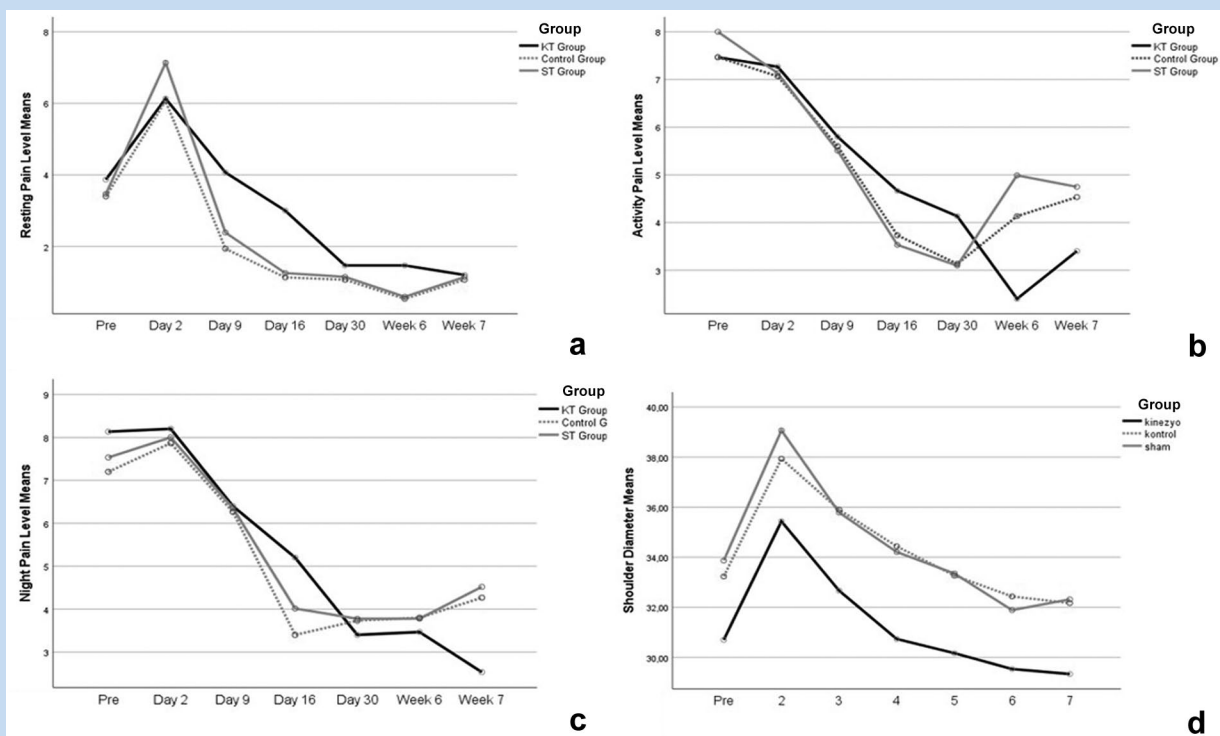 Group
KT Group
Control Group
ST Group
Resting Pain Level Means
8
6
4
2
Pre Day 2 Day 9 Day 16 Day 30 Week 6 Week 7
a
Group
KT Group
Control Group
ST Group
Activity Pain Level Means
8
7
6
5
4
3
Pre Day 2 Day 9 Day 16 Day 30 Week 6 Week 7
b
Group
KT Group
Control G
ST Group
Night Pain Level Means
9
8
7
6
5
4
3
Pre Day 2 Day 9 Day 16 Day 30 Week 6 Week 7
c
Group
kinezyo
kontrol
sham
Shoulder Diameter Means
40,00
38,00
36,00
34,00
32,00
30,00
Pre 2 3 4 5 6 7
d